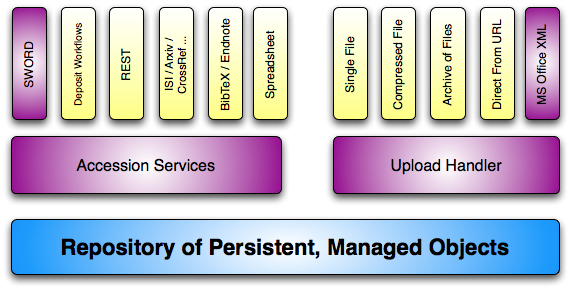 SWORD
Deposit Workflows
REST
ISI / Arxiv /
CrossRef ...
BibTeX / Endnote
Spreadsheet
Single File
Compressed File
Archive of Files
Direct From URL
MS Office XML
Accession Services
Upload Handler
Repository of Persistent, Managed Objects